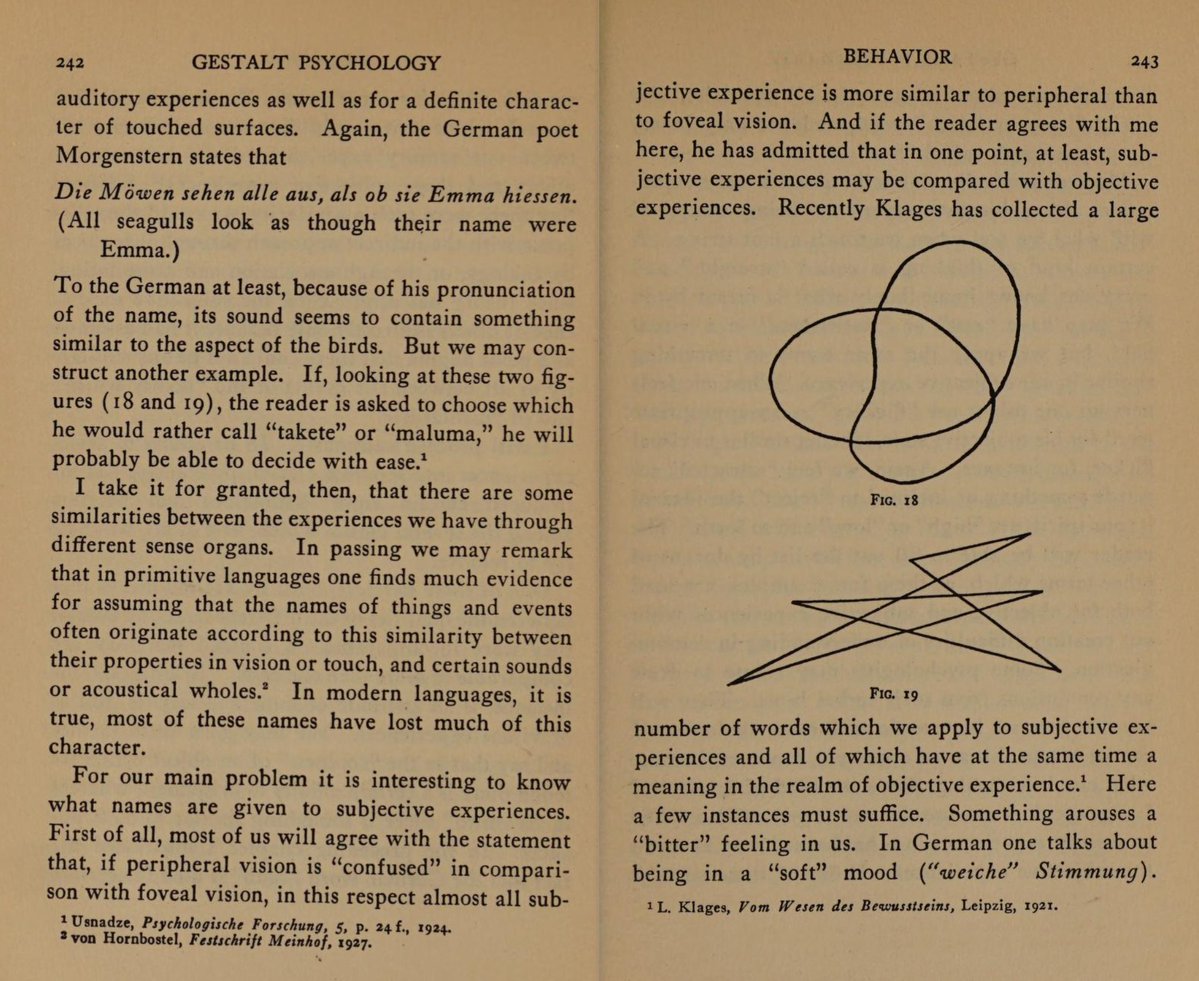 242 GESTALT PSYCHOLOGY
auditory experiences as well as for a definite charac-
ter of touched surfaces. Again, the German poet
Morgenstern states that
Die Möwen sehen alle aus, als ob sie Emma hiessen.
(All seagulls look as though their name were
Emma.)
To the German at least, because of his pronunciation
of the name, its sound seems to contain something
similar to the aspect of the birds. But we may con-
struct another example. If, looking at these two fig-
ures (18 and 19), the reader is asked to choose which
he would rather call “takete” or “maluma,” he will
probably be able to decide with ease.¹
I take it for granted, then, that there are some
similarities between the experiences we have through
different sense organs. In passing we may remark
that in primitive languages one finds much evidence
for assuming that the names of things and events
often originate according to this similarity between
their properties in vision or touch, and certain sounds
or acoustical wholes.² In modern languages, it is
true, most of these names have lost much of this
character.
For our main problem it is interesting to know
what names are given to subjective experiences.
First of all, most of us will agree with the statement
that, if peripheral vision is “confused” in compari-
son with foveal vision, in this respect almost all sub-
¹ Usnadze, Psychologische Forschung, 5, p. 24 f., 1924.
² von Hornbostel, Festschrift Meinhof, 1927.
BEHAVIOR 243
jective experience is more similar to peripheral than
to foveal vision. And if the reader agrees with me
here, he has admitted that in one point, at least, sub-
jective experiences may be compared with objective
experiences. Recently Klages has collected a large
FIG. 18
FIG. 19
number of words which we apply to subjective ex-
periences and all of which have at the same time a
meaning in the realm of objective experience.¹ Here
a few instances must suffice. Something arouses a
“bitter” feeling in us. In German one talks about
being in a “soft” mood (“weiche” Stimmung).
¹ L. Klages, Vom Wesen des Bewusstseins, Leipzig, 1921.